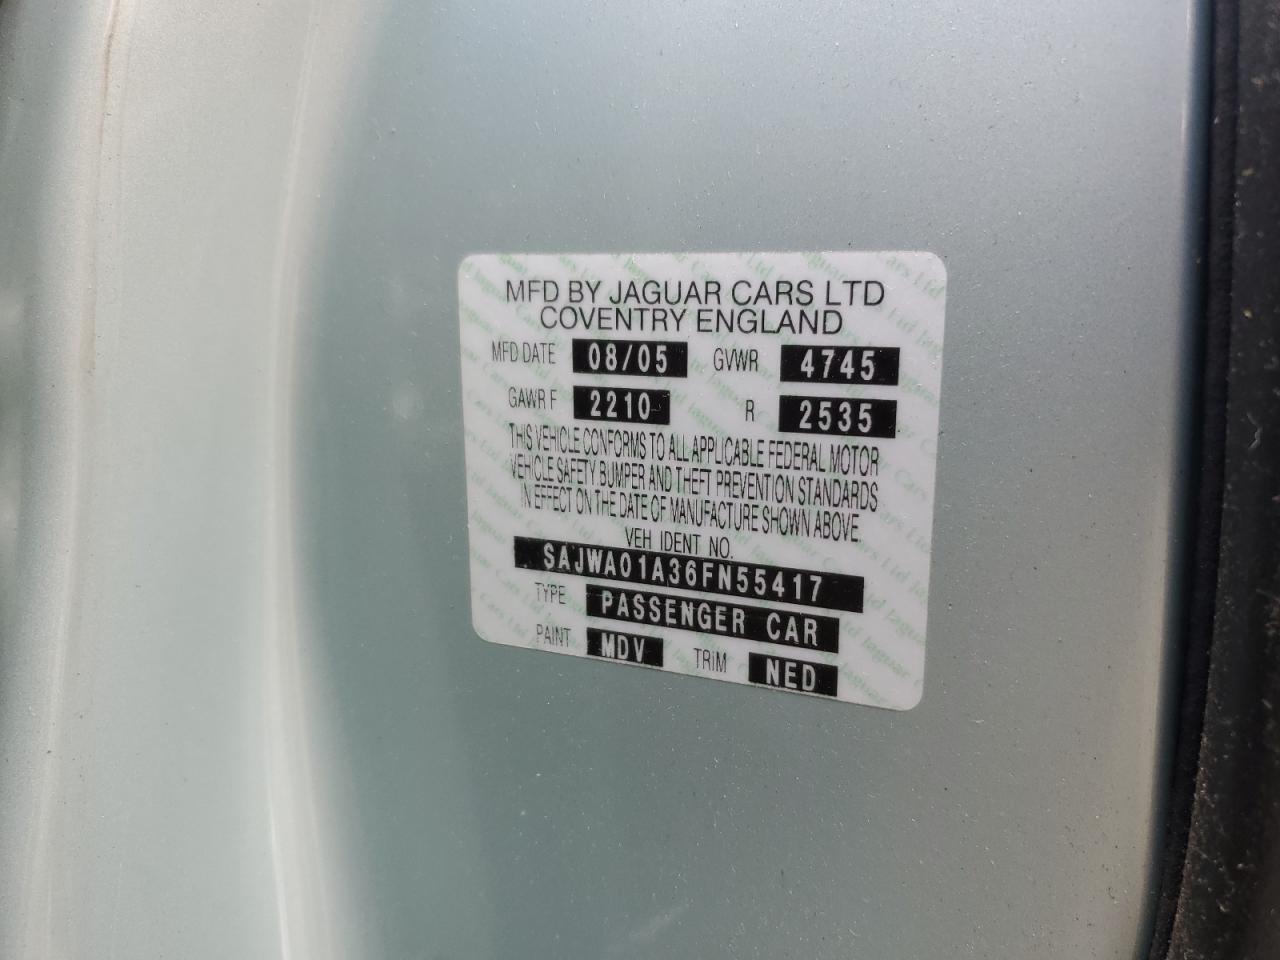 MFD BY JAGUAR CARS LTD
COVENTRY ENGLAND
MFD DATE 08/05 GVWR 4745
GAWR F 2210 R 2535
THIS VEHICLE CONFORMS TO ALL APPLICABLE FEDERAL MOTOR
VEHICLE SAFETY, BUMPER AND THEFT PREVENTION STANDARDS
IN EFFECT ON THE DATE OF MANUFACTURE SHOWN ABOVE.
VEH IDENT NO.
SAJWA01A36FN55417
TYPE PASSENGER CAR
PAINT MDV TRIM NED